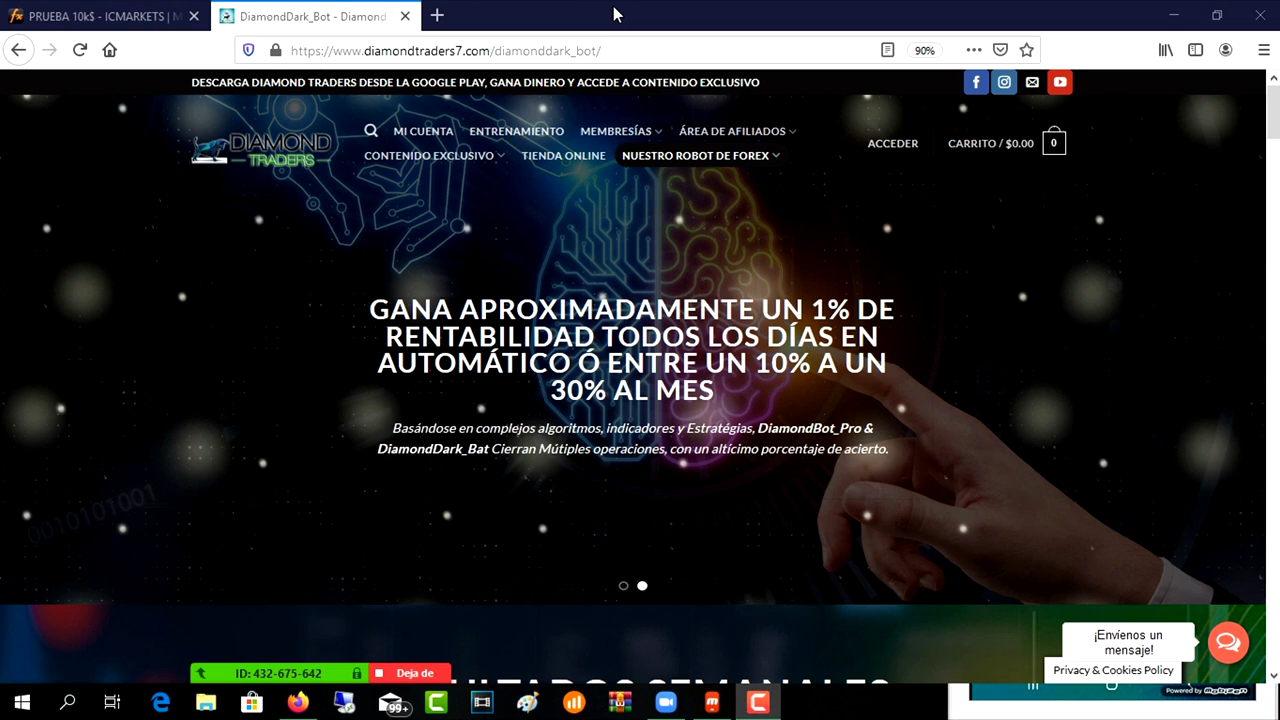 PRUEBA 10k$ - ICMARKETS | M
DiamondDark_Bot - Diamond
https://www.diamondtraders7.com/diamonddark_bot/
90%
DESCARGA DIAMOND TRADERS DESDE LA GOOGLE PLAY, GANA DINERO Y ACCEDE A CONTENIDO EXCLUSIVO
DIAMOND
TRADERS
MI CUENTA ENTRENAMIENTO MEMBRESÍAS ÁREA DE AFILIADOS
CONTENIDO EXCLUSIVO TIENDA ONLINE NUESTRO ROBOT DE FOREX
ACCEDER CARRITO / $0.00 0
GANA APROXIMADAMENTE UN 1% DE
RENTABILIDAD TODOS LOS DÍAS EN
AUTOMÁTICO Ó ENTRE UN 10% A UN
30% AL MES
Basándose en complejos algoritmos, indicadores y Estratégias, DiamondBot_Pro &
DiamondDark_Bat Cierran Múltiples operaciones, con un altícimo porcentaje de acierto.
0010101001
¡Envíenos un
mensaje!
Privacy & Cookies Policy
ID: 432-675-642
Deja de
99+
Powered by Mobizen